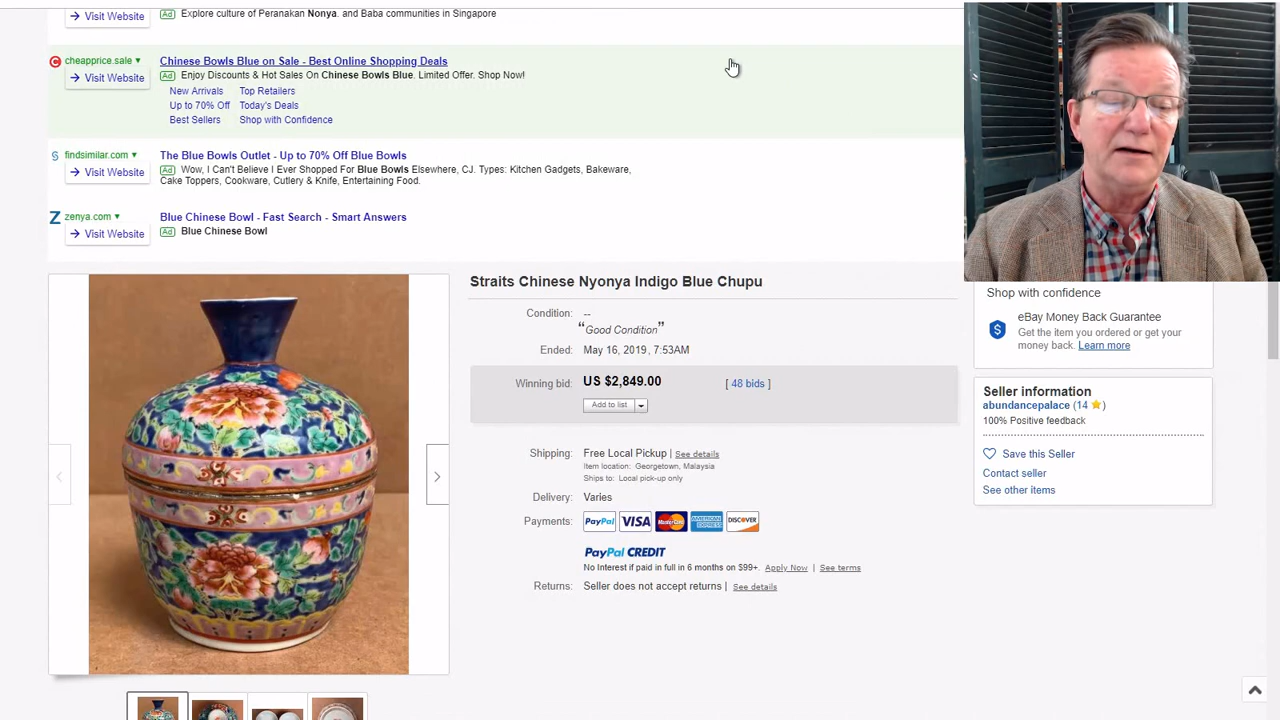 → Visit Website
Ad Explore culture of Peranakan Nonya. and Baba communities in Singapore
cheapprice.sale ▾
Chinese Bowls Blue on Sale - Best Online Shopping Deals
→ Visit Website
Ad Enjoy Discounts & Hot Sales On Chinese Bowls Blue. Limited Offer. Shop Now!
New Arrivals Top Retailers
Up to 70% Off Today's Deals
Best Sellers Shop with Confidence
findsimilar.com ▾
The Blue Bowls Outlet - Up to 70% Off Blue Bowls
→ Visit Website
Ad Wow, I Can't Believe I Ever Shopped For Blue Bowls Elsewhere, CJ. Types: Kitchen Gadgets, Bakeware,
Cake Toppers, Cookware, Cutlery & Knife, Entertaining Food.
Z zenya.com ▾
Blue Chinese Bowl - Fast Search - Smart Answers
→ Visit Website
Ad Blue Chinese Bowl
Straits Chinese Nyonya Indigo Blue Chupu
Condition: --
“Good Condition”
Ended: May 16, 2019 , 7:53AM
Winning bid: US $2,849.00 [ 48 bids ]
Add to list
Shipping: Free Local Pickup | See details
Item location: Georgetown, Malaysia
Ships to: Local pick-up only
Delivery: Varies
Payments: PayPal VISA MasterCard AMERICAN EXPRESS DISCOVER
PayPal CREDIT
No Interest if paid in full in 6 months on $99+. Apply Now | See terms
Returns: Seller does not accept returns | See details
Shop with confidence
eBay Money Back Guarantee
Get the item you ordered or get your
money back. Learn more
Seller information
abundancepalace (14 )
100% Positive feedback
Save this Seller
Contact seller
See other items